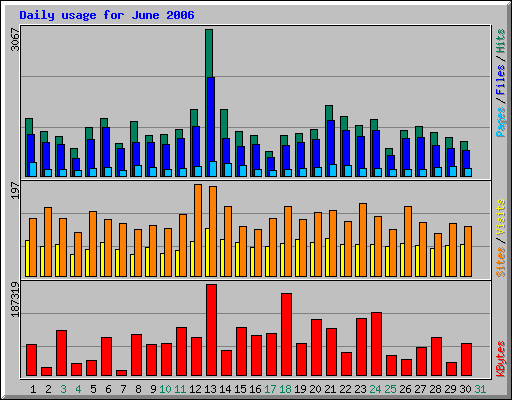 Daily usage for June 2006
3067
Pages / Files / Hits
197
Sites / Visits
187319
KBytes
1 2 3 4 5 6 7 8 9 10 11 12 13 14 15 16 17 18 19 20 21 22 23 24 25 26 27 28 29 30 31